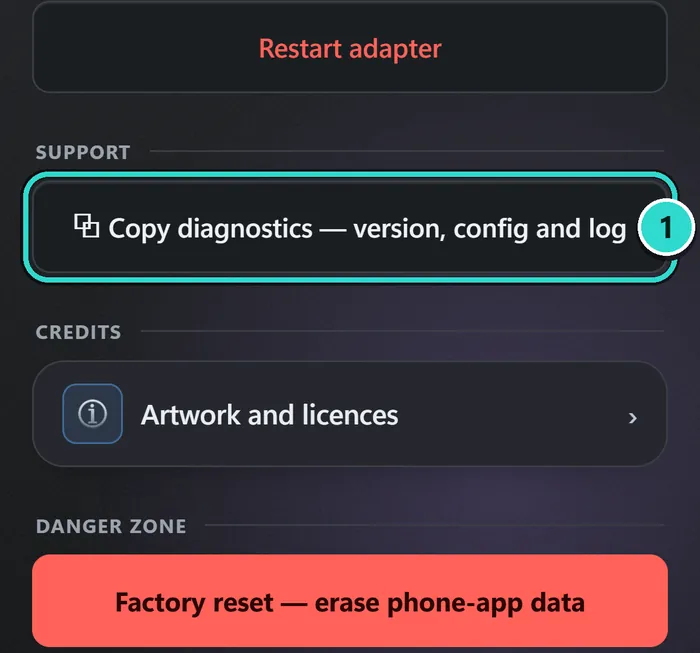 Restart adapter
SUPPORT
Copy diagnostics — version, config and log
1
CREDITS
Artwork and licences
DANGER ZONE
Factory reset — erase phone-app data